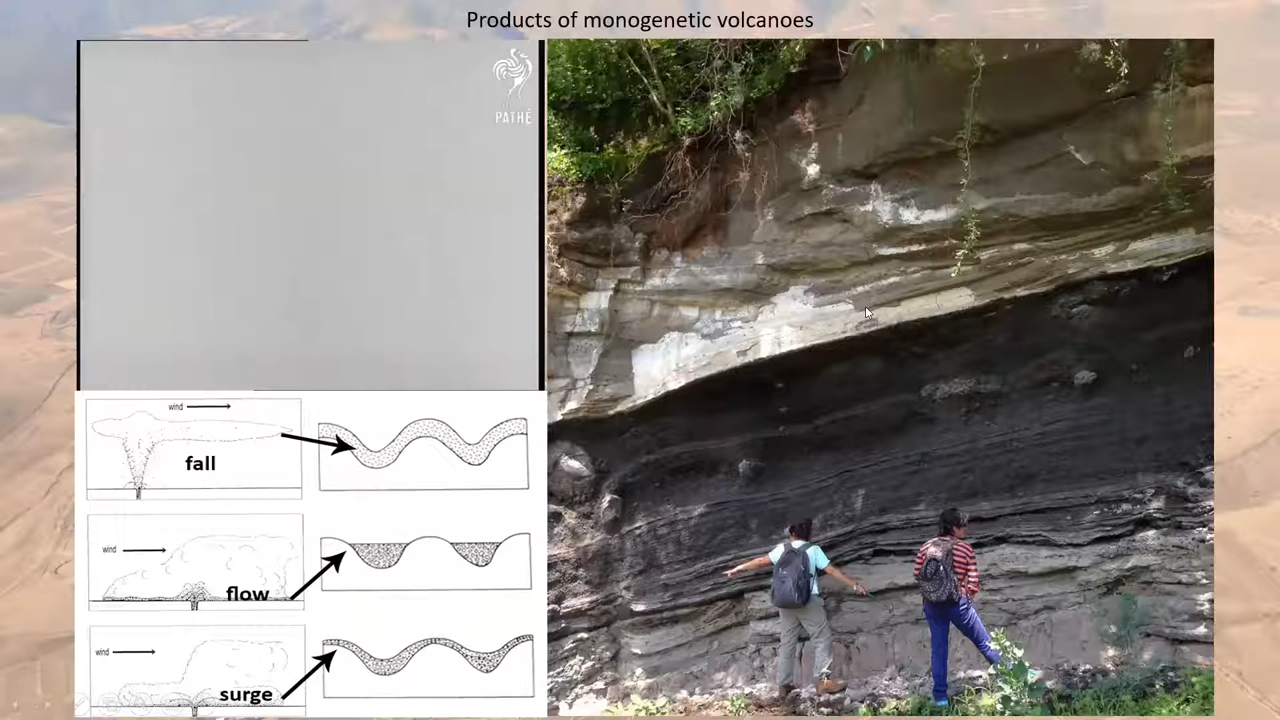 Products of monogenetic volcanoes
PATHÉ
wind
fall
wind
flow
wind
surge